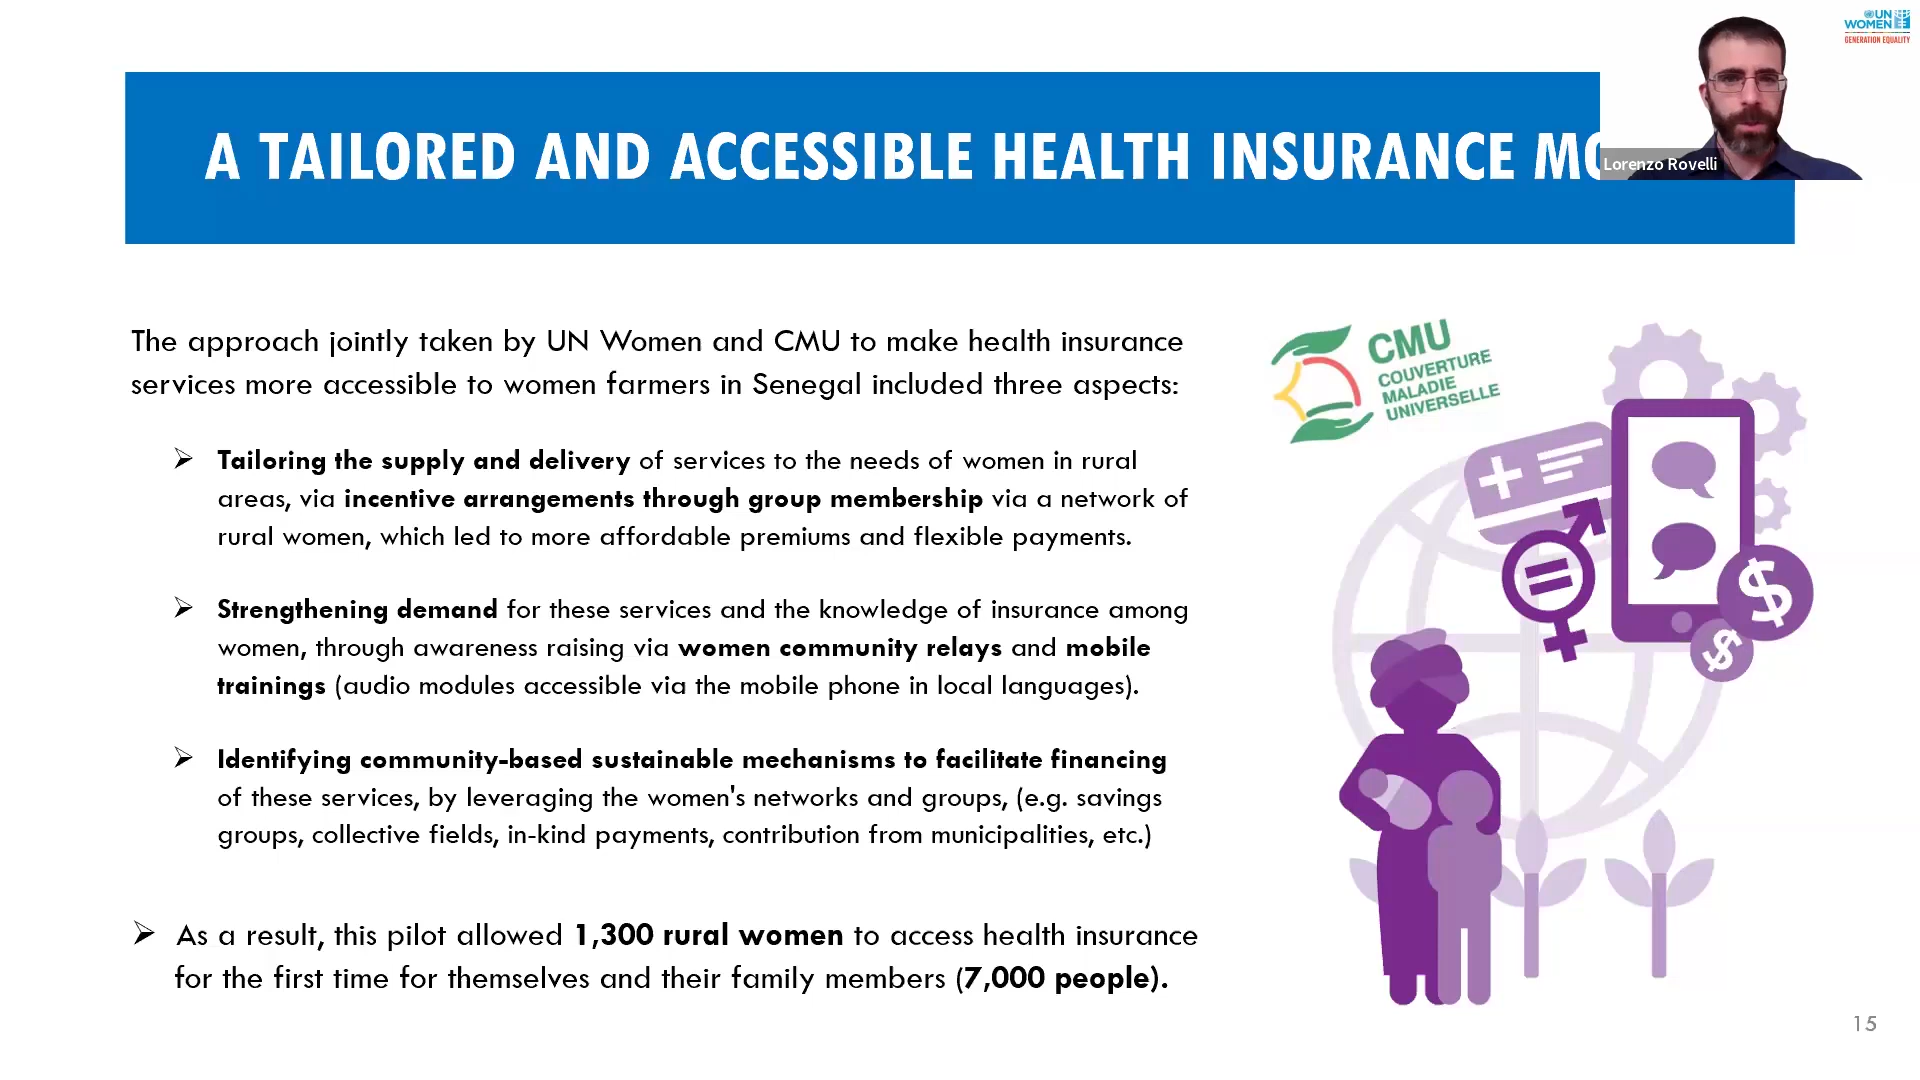 UN
WOMEN
GENERATION EQUALITY
A TAILORED AND ACCESSIBLE HEALTH INSURANCE
Lorenzo Rovelli
The approach jointly taken by UN Women and CMU to make health insurance
services more accessible to women farmers in Senegal included three aspects:
➢ Tailoring the supply and delivery of services to the needs of women in rural
areas, via incentive arrangements through group membership via a network of
rural women, which led to more affordable premiums and flexible payments.
➢ Strengthening demand for these services and the knowledge of insurance among
women, through awareness raising via women community relays and mobile
trainings (audio modules accessible via the mobile phone in local languages).
➢ Identifying community-based sustainable mechanisms to facilitate financing
of these services, by leveraging the women's networks and groups, (e.g. savings
groups, collective fields, in-kind payments, contribution from municipalities, etc.)
➢ As a result, this pilot allowed 1,300 rural women to access health insurance
for the first time for themselves and their family members (7,000 people).
CMU
COUVERTURE
MALADIE
UNIVERSELLE
$
$
15